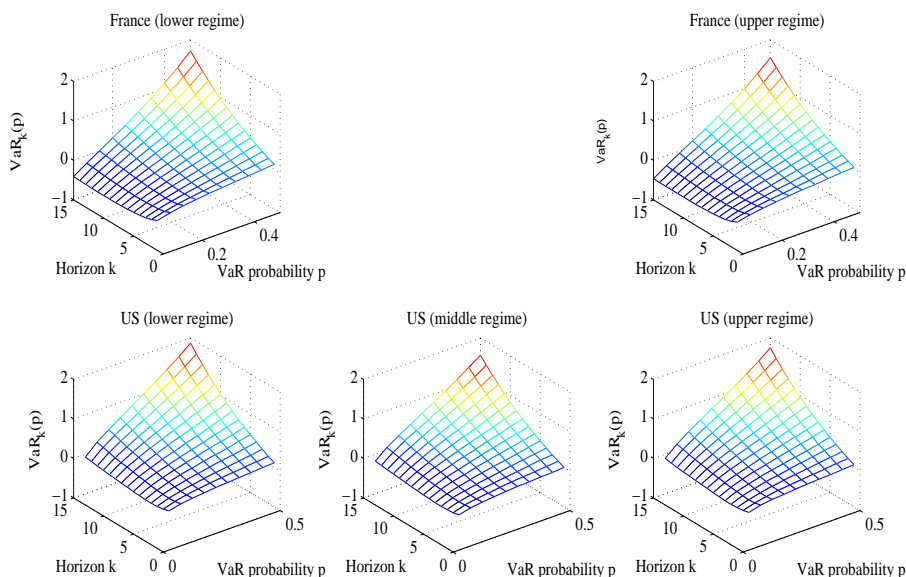 France (lower regime)
France (upper regime)
2
1
0
−1
VaR_k(p)
15
10
5
0
Horizon k
0.2
0.4
VaR probability p
2
1
0
−1
VaR_k(p)
15
10
5
0
Horizon k
0.2
0.4
VaR probability p
US (lower regime)
US (middle regime)
US (upper regime)
2
1
0
−1
VaR_k(p)
15
10
5
0
Horizon k
0
0.5
VaR probability p
2
1
0
−1
VaR_k(p)
15
10
5
0
Horizon k
0
0.5
VaR probability p
2
1
0
−1
VaR_k(p)
15
10
5
0
Horizon k
0
0.5
VaR probability p